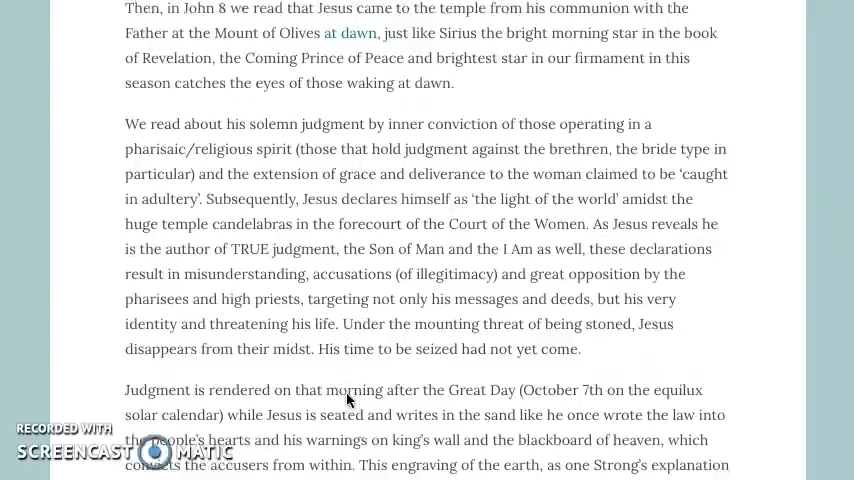 Then, in John 8 we read that Jesus came to the temple from his communion with the
Father at the Mount of Olives at dawn, just like Sirius the bright morning star in the book
of Revelation, the Coming Prince of Peace and brightest star in our firmament in this
season catches the eyes of those waking at dawn.
We read about his solemn judgment by inner conviction of those operating in a
pharisaic/religious spirit (those that hold judgment against the brethren, the bride type in
particular) and the extension of grace and deliverance to the woman claimed to be ‘caught
in adultery’. Subsequently, Jesus declares himself as ‘the light of the world’ amidst the
huge temple candelabras in the forecourt of the Court of the Women. As Jesus reveals he
is the author of TRUE judgment, the Son of Man and the I Am as well, these declarations
result in misunderstanding, accusations (of illegitimacy) and great opposition by the
pharisees and high priests, targeting not only his messages and deeds, but his very
identity and threatening his life. Under the mounting threat of being stoned, Jesus
disappears from their midst. His time to be seized had not yet come.
Judgment is rendered on that morning after the Great Day (October 7th on the equilux
solar calendar) while Jesus is seated and writes in the sand like he once wrote the law into
the people’s hearts and his warnings on king’s wall and the blackboard of heaven, which
convicts the accusers from within. This engraving of the earth, as one Strong’s explanation
RECORDED WITH
SCREENCAST MATIC